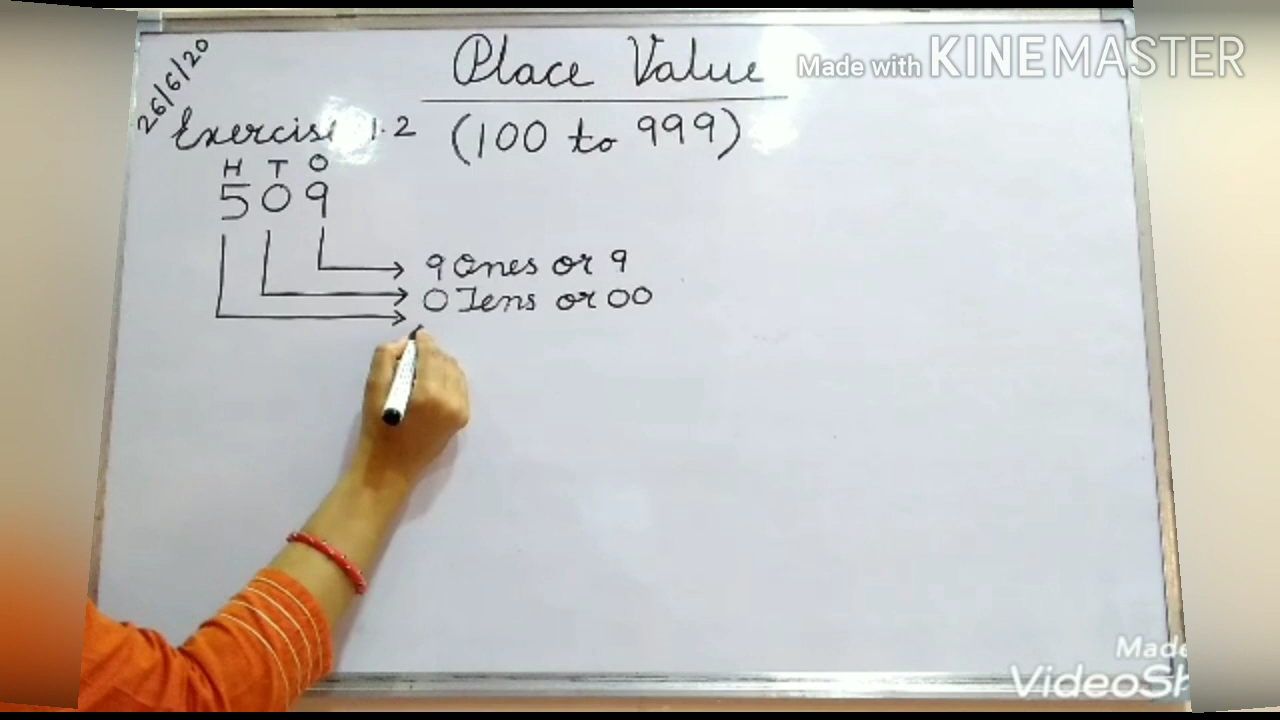 26/6/20
Place Value
Made with KINEMASTER
Exercise 1.2 (100 to 999)
H T O
5 0 9
9 Ones or 9
0 Tens or 00
Made
VideoSh